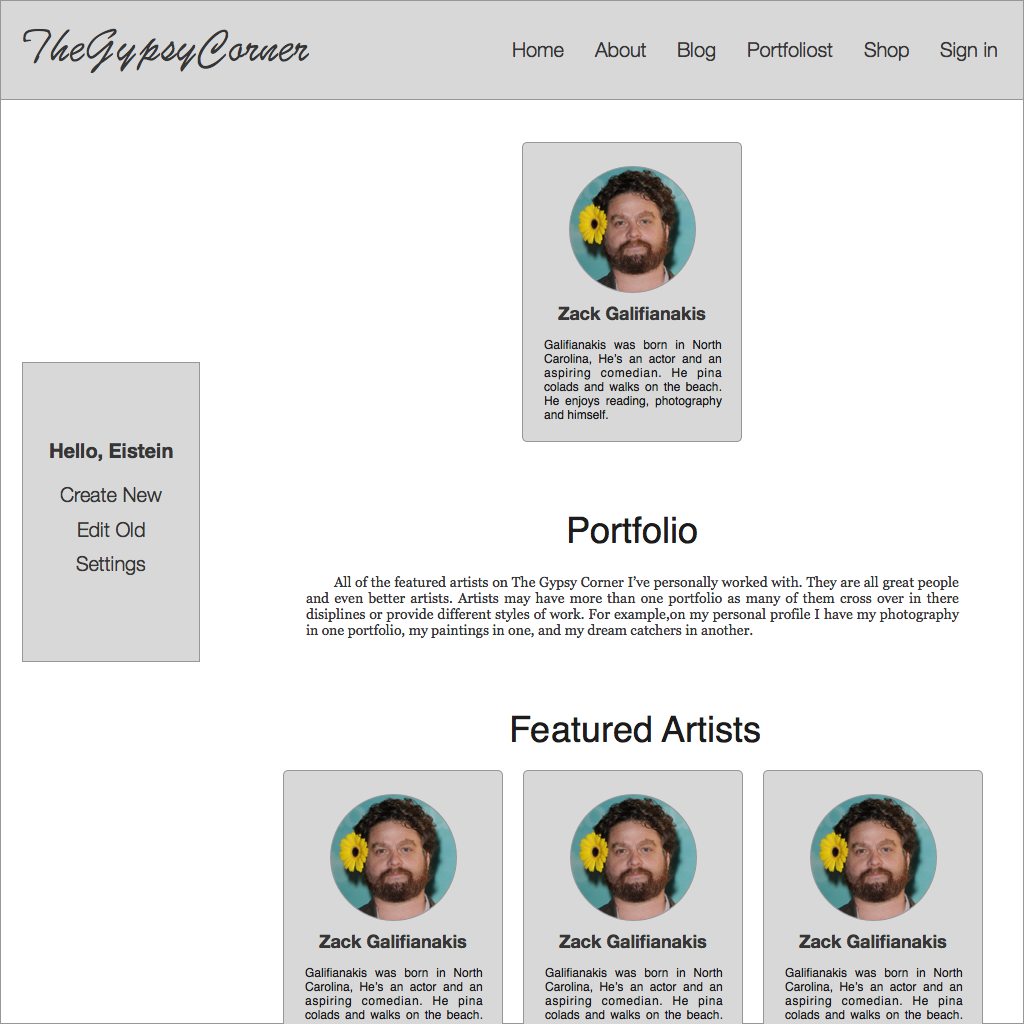 TheGypsyCorner
Home About Blog Portfoliost Shop Sign in
Zack Galifianakis
Galifianakis was born in North
Carolina, He's an actor and an
aspiring comedian. He pina
colads and walks on the beach.
He enjoys reading, photography
and himself.
Hello, Eistein
Create New
Edit Old
Settings
Portfolio
All of the featured artists on The Gypsy Corner I've personally worked with. They are all great people
and even better artists. Artists may have more than one portfolio as many of them cross over in there
disiplines or provide different styles of work. For example,on my personal profile I have my photography
in one portfolio, my paintings in one, and my dream catchers in another.
Featured Artists
Zack Galifianakis
Galifianakis was born in North
Carolina, He's an actor and an
aspiring comedian. He pina
colads and walks on the beach.
Zack Galifianakis
Galifianakis was born in North
Carolina, He's an actor and an
aspiring comedian. He pina
colads and walks on the beach.
Zack Galifianakis
Galifianakis was born in North
Carolina, He's an actor and an
aspiring comedian. He pina
colads and walks on the beach.